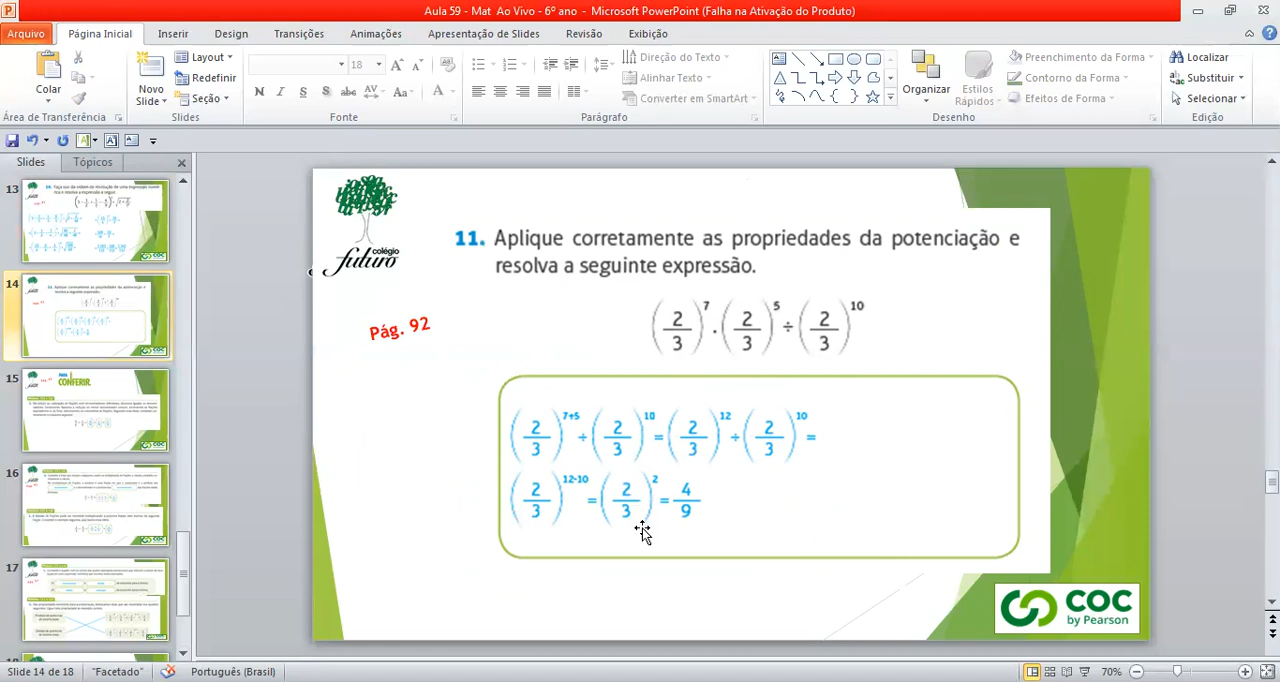 Aula 59 - Mat Ao Vivo - 6º ano - Microsoft PowerPoint (Falha na Ativação do Produto)
Arquivo Página Inicial Inserir Design Transições Animações Apresentação de Slides Revisão Exibição
Colar
Novo Slide
Layout
Redefinir
Seção
18
N I S S abc AV Aa A
Direção do Texto
Alinhar Texto
Converter em SmartArt
Organizar
Estilos Rápidos
Preenchimento da Forma
Contorno da Forma
Efeitos de Forma
Localizar
Substituir
Selecionar
Área de Transferência Slides Fonte Parágrafo Desenho Edição
Slides Tópicos
13
14
15
CONFERIR
16
17
colégio
futuro
11. Aplique corretamente as propriedades da potenciação e
resolva a seguinte expressão.
(2/3)^7 · (2/3)^5 ÷ (2/3)^10
Pág. 92
(2/3)^7+5 ÷ (2/3)^10 = (2/3)^12 ÷ (2/3)^10 =
(2/3)^12-10 = (2/3)^2 = 4/9
COC
by Pearson
Slide 14 de 18 "Facetado" Português (Brasil) 70%